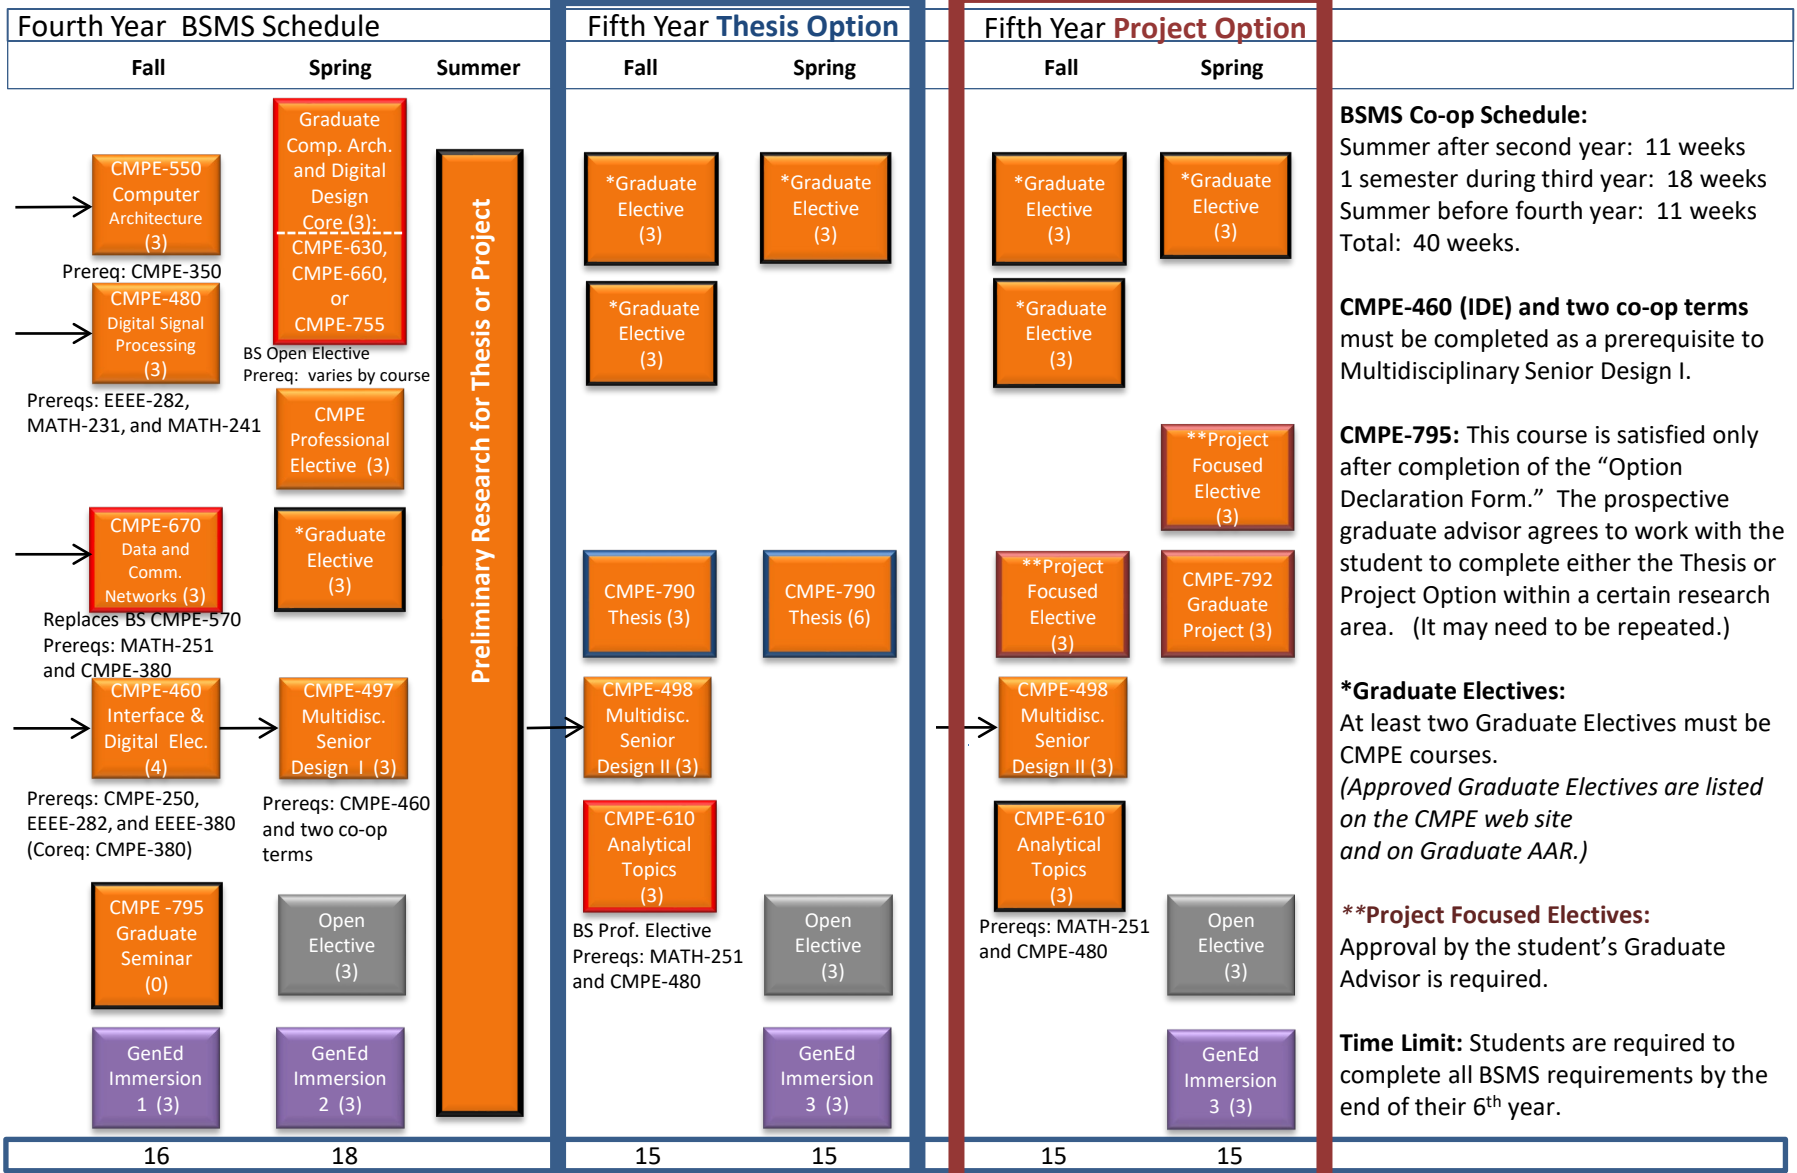 Fourth Year BSMS Schedule
Fall
Spring
Summer
CMPE-550
Computer
Architecture
(3)
Prereq: CMPE-350
CMPE-480
Digital Signal
Processing
(3)
Prereqs: EEEE-282,
MATH-231, and MATH-241
CMPE-670
Data and
Comm.
Networks (3)
Replaces BS CMPE-570
Prereqs: MATH-251
and CMPE-380
CMPE-460
Interface &
Digital Elec.
(4)
Prereqs: CMPE-250,
EEEE-282, and EEEE-380
(Coreq: CMPE-380)
CMPE -795
Graduate
Seminar
(0)
GenEd
Immersion
1 (3)
16
Graduate
Comp. Arch.
and Digital
Design
Core (3):
CMPE-630,
CMPE-660,
or
CMPE-755
BS Open Elective
Prereq: varies by course
CMPE
Professional
Elective (3)
*Graduate
Elective
(3)
CMPE-497
Multidisc.
Senior
Design I (3)
Prereqs: CMPE-460
and two co-op
terms
Open
Elective
(3)
GenEd
Immersion
2 (3)
18
Preliminary Research for Thesis or Project
Fifth Year Thesis Option
Fall
Spring
*Graduate
Elective
(3)
*Graduate
Elective
(3)
CMPE-790
Thesis (3)
CMPE-498
Multidisc.
Senior
Design II (3)
CMPE-610
Analytical
Topics
(3)
BS Prof. Elective
Prereqs: MATH-251
and CMPE-480
15
*Graduate
Elective
(3)
CMPE-790
Thesis (6)
Open
Elective
(3)
GenEd
Immersion
3 (3)
15
Fifth Year Project Option
Fall
Spring
*Graduate
Elective
(3)
*Graduate
Elective
(3)
**Project
Focused
Elective
(3)
CMPE-498
Multidisc.
Senior
Design II (3)
CMPE-610
Analytical
Topics
(3)
Prereqs: MATH-251
and CMPE-480
15
*Graduate
Elective
(3)
**Project
Focused
Elective
(3)
CMPE-792
Graduate
Project (3)
Open
Elective
(3)
GenEd
Immersion
3 (3)
15
BSMS Co-op Schedule:
Summer after second year: 11 weeks
1 semester during third year: 18 weeks
Summer before fourth year: 11 weeks
Total: 40 weeks.
CMPE-460 (IDE) and two co-op terms
must be completed as a prerequisite to
Multidisciplinary Senior Design I.
CMPE-795: This course is satisfied only
after completion of the “Option
Declaration Form.” The prospective
graduate advisor agrees to work with the
student to complete either the Thesis or
Project Option within a certain research
area. (It may need to be repeated.)
*Graduate Electives:
At least two Graduate Electives must be
CMPE courses.
(Approved Graduate Electives are listed
on the CMPE web site
and on Graduate AAR.)
**Project Focused Electives:
Approval by the student’s Graduate
Advisor is required.
Time Limit: Students are required to
complete all BSMS requirements by the
end of their 6th year.